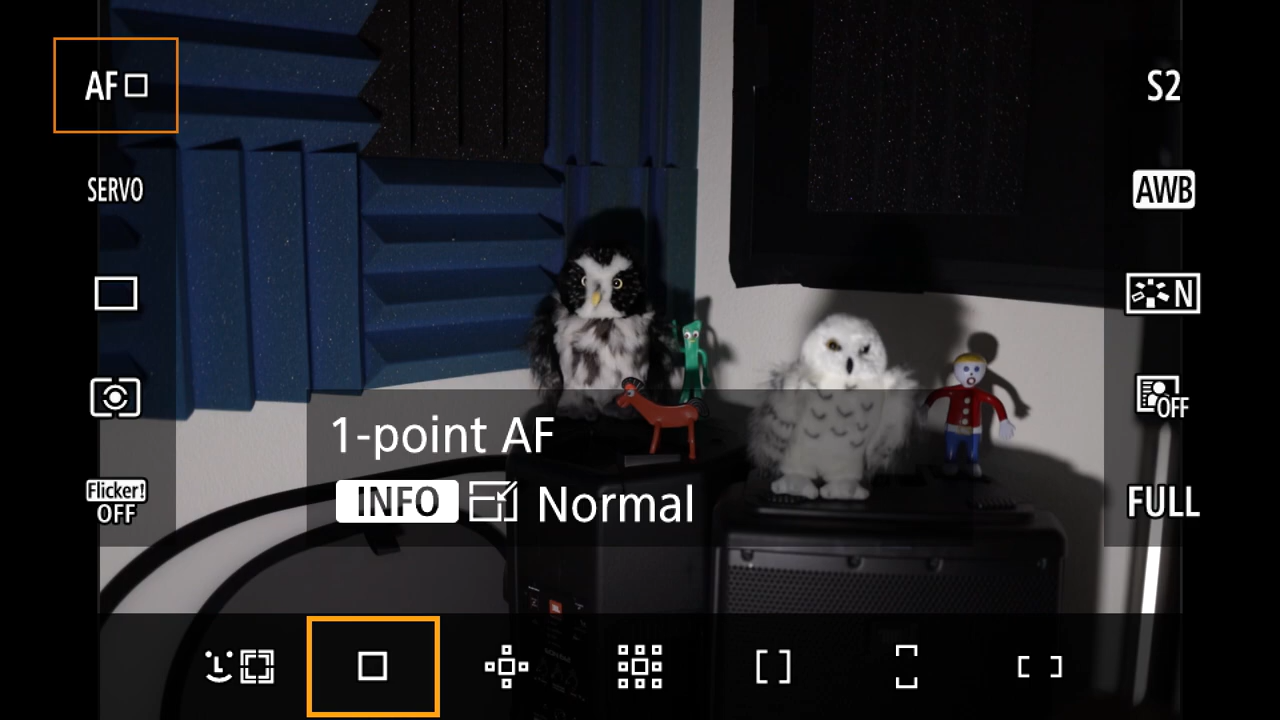 AF
SERVO
Flicker!
OFF
1-point AF
INFO Normal
S2
AWB
N
OFF
FULL